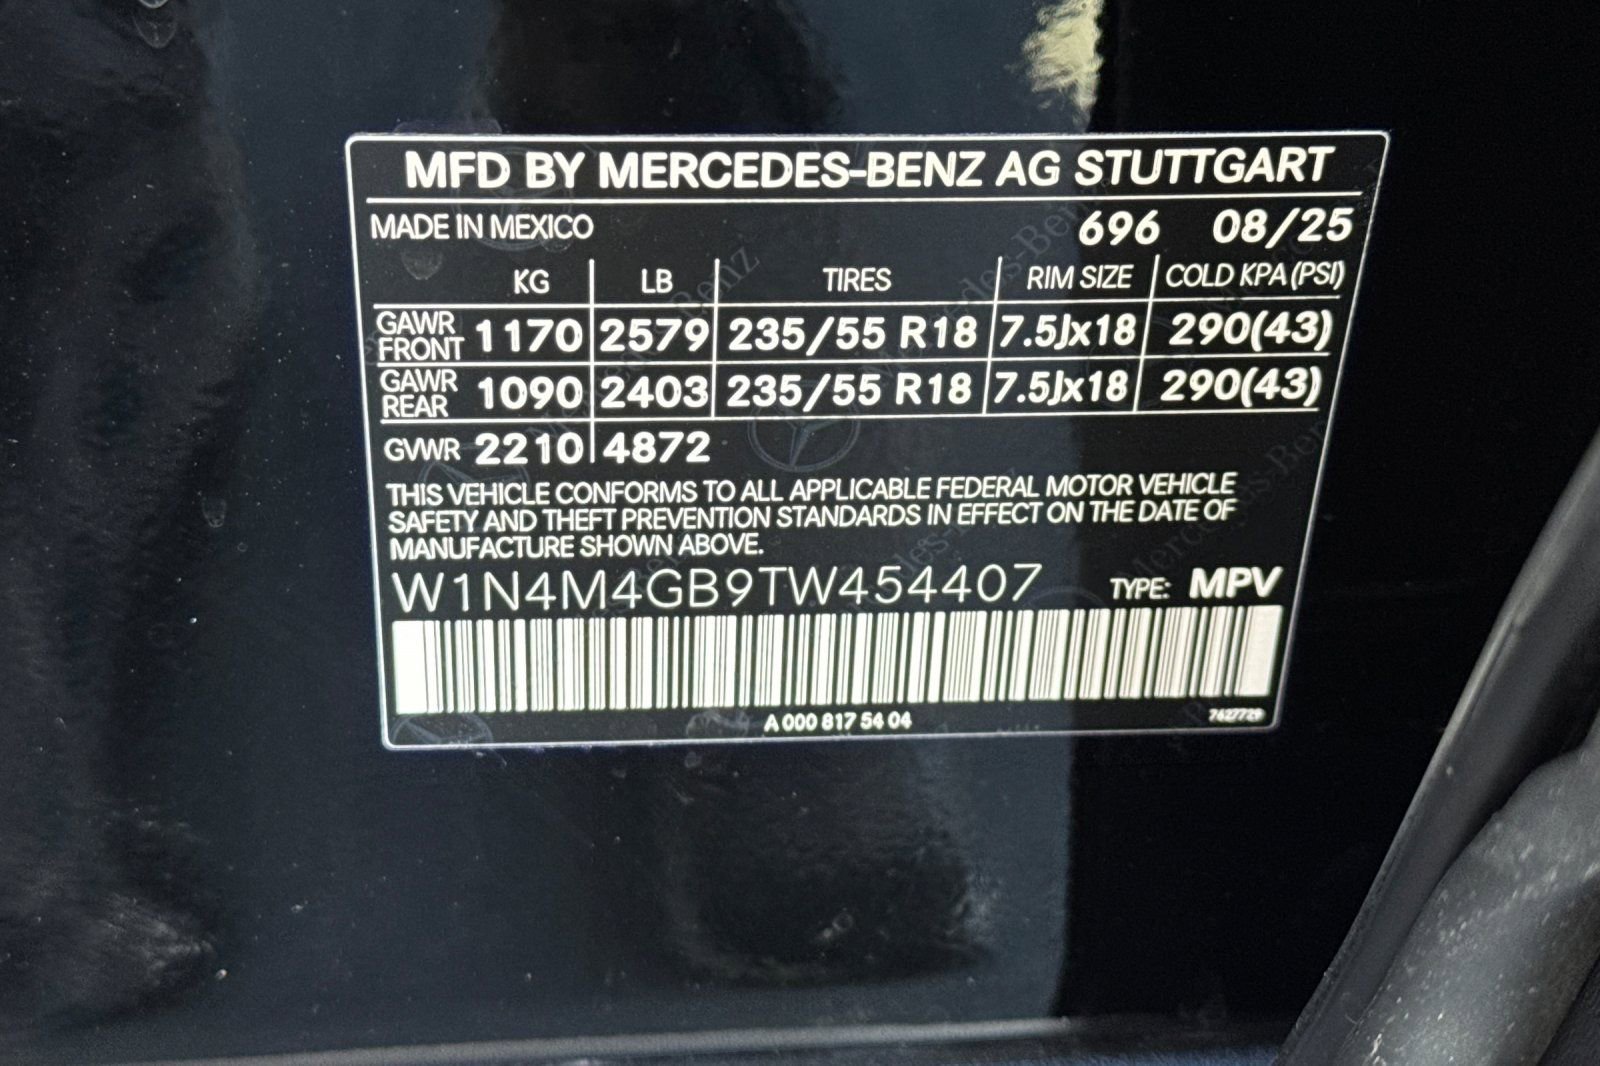 MFD BY MERCEDES-BENZ AG STUTTGART
MADE IN MEXICO 696 08/25
KG LB TIRES RIM SIZE COLD KPA (PSI)
GAWR FRONT 1170 2579 235/55 R18 7.5Jx18 290(43)
GAWR REAR 1090 2403 235/55 R18 7.5Jx18 290(43)
GVWR 2210 4872
THIS VEHICLE CONFORMS TO ALL APPLICABLE FEDERAL MOTOR VEHICLE
SAFETY AND THEFT PREVENTION STANDARDS IN EFFECT ON THE DATE OF
MANUFACTURE SHOWN ABOVE.
W1N4M4GB9TW454407 TYPE: MPV
A 000 817 54 04